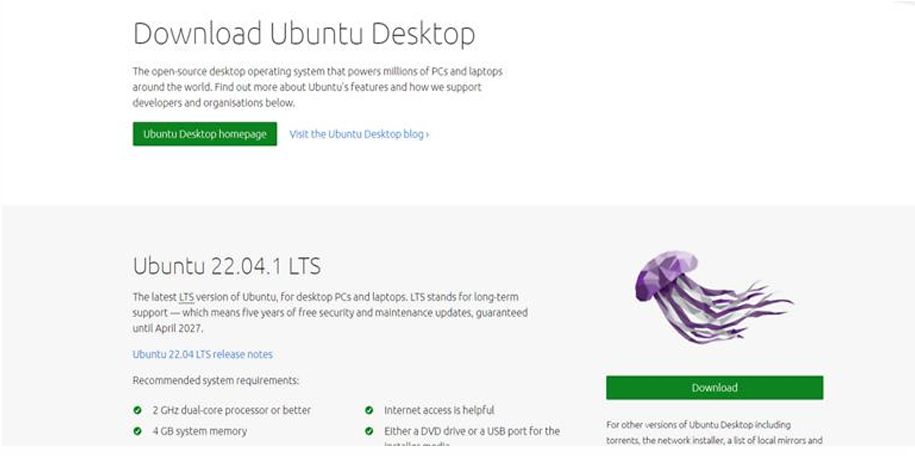 Download Ubuntu Desktop
The open-source desktop operating system that powers millions of PCs and laptops
around the world. Find out more about Ubuntu's features and how we support
developers and organisations below.
Ubuntu Desktop homepage
Visit the Ubuntu Desktop blog ›
Ubuntu 22.04.1 LTS
The latest LTS version of Ubuntu, for desktop PCs and laptops. LTS stands for long-term
support — which means five years of free security and maintenance updates, guaranteed
until April 2027.
Ubuntu 22.04 LTS release notes
Recommended system requirements:
2 GHz dual-core processor or better
4 GB system memory
Internet access is helpful
Either a DVD drive or a USB port for the
installer media
Download
For other versions of Ubuntu Desktop including
torrents, the network installer, a list of local mirrors and